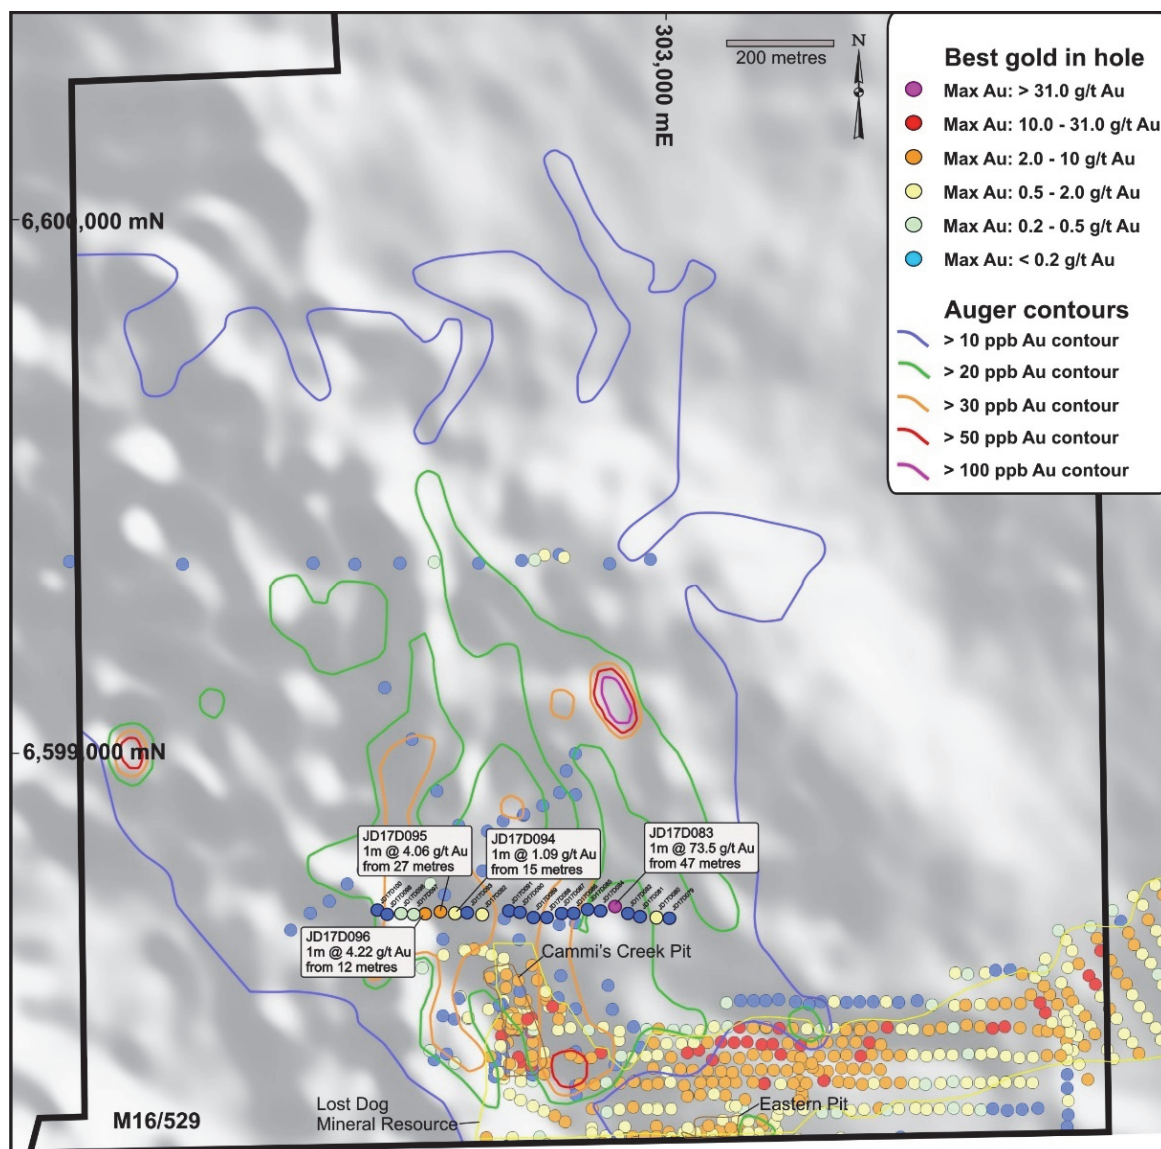 303,000 mE
200 metres
N
6,600,000 mN
6,599,000 mN
Best gold in hole
Max Au: > 31.0 g/t Au
Max Au: 10.0 - 31.0 g/t Au
Max Au: 2.0 - 10 g/t Au
Max Au: 0.5 - 2.0 g/t Au
Max Au: 0.2 - 0.5 g/t Au
Max Au: < 0.2 g/t Au
Auger contours
> 10 ppb Au contour
> 20 ppb Au contour
> 30 ppb Au contour
> 50 ppb Au contour
> 100 ppb Au contour
JD17D095
1m @ 4.06 g/t Au
from 27 metres
JD17D094
1m @ 1.09 g/t Au
from 15 metres
JD17D083
1m @ 73.5 g/t Au
from 47 metres
JD17D096
1m @ 4.22 g/t Au
from 12 metres
Cammi's Creek Pit
Eastern Pit
Lost Dog
Mineral Resource
M16/529